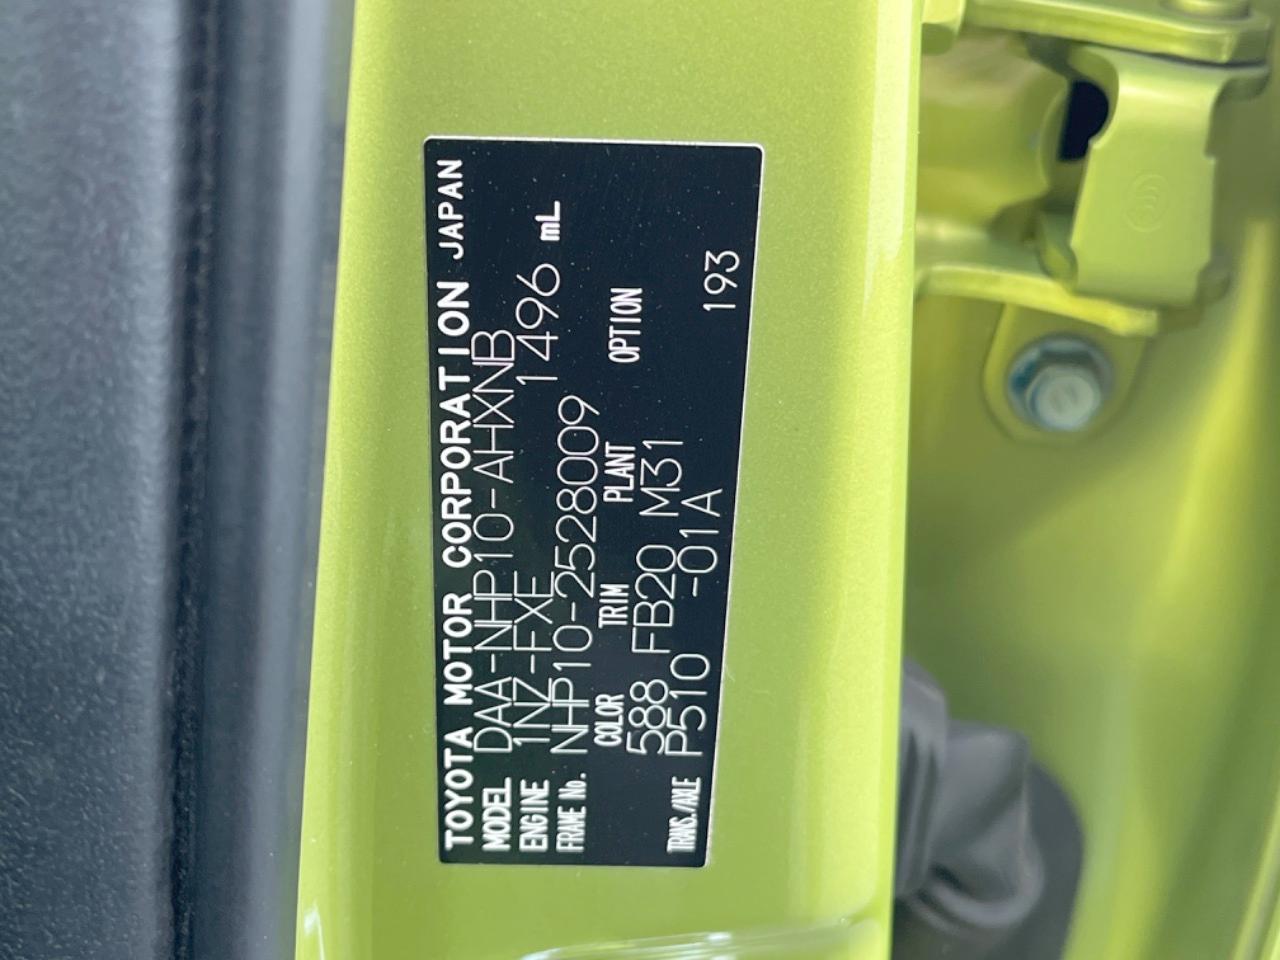 TOYOTA MOTOR CORPORATION JAPAN
MODEL DAA-NHP10-AHXNB
ENGINE 1NZ-FXE 1496 mL
FRAME No. NHP10-2528009
COLOR TRIM PLANT OPTION
588 FB20 M31
TRANS./AXLE P510 -01A 193